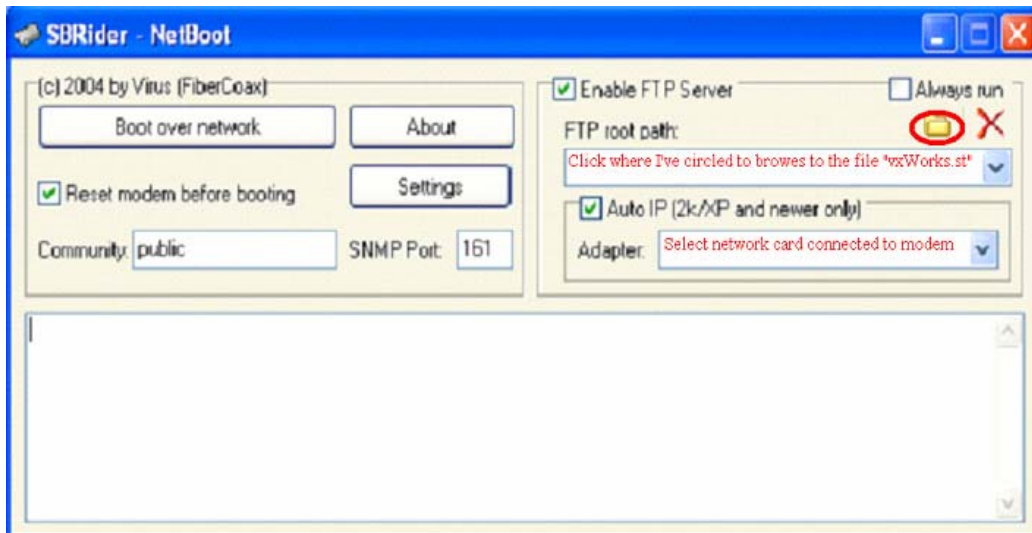 SBRider - NetBoot
(c) 2004 by Virus (FiberCoax)
Boot over network
About
Reset modem before booting
Settings
Community: public
SNMP Port: 161
Enable FTP Server
Always run
FTP root path:
Click where I've circled to browes to the file "vxWorks.st"
Auto IP (2k/XP and newer only)
Adapter: Select network card connected to modem